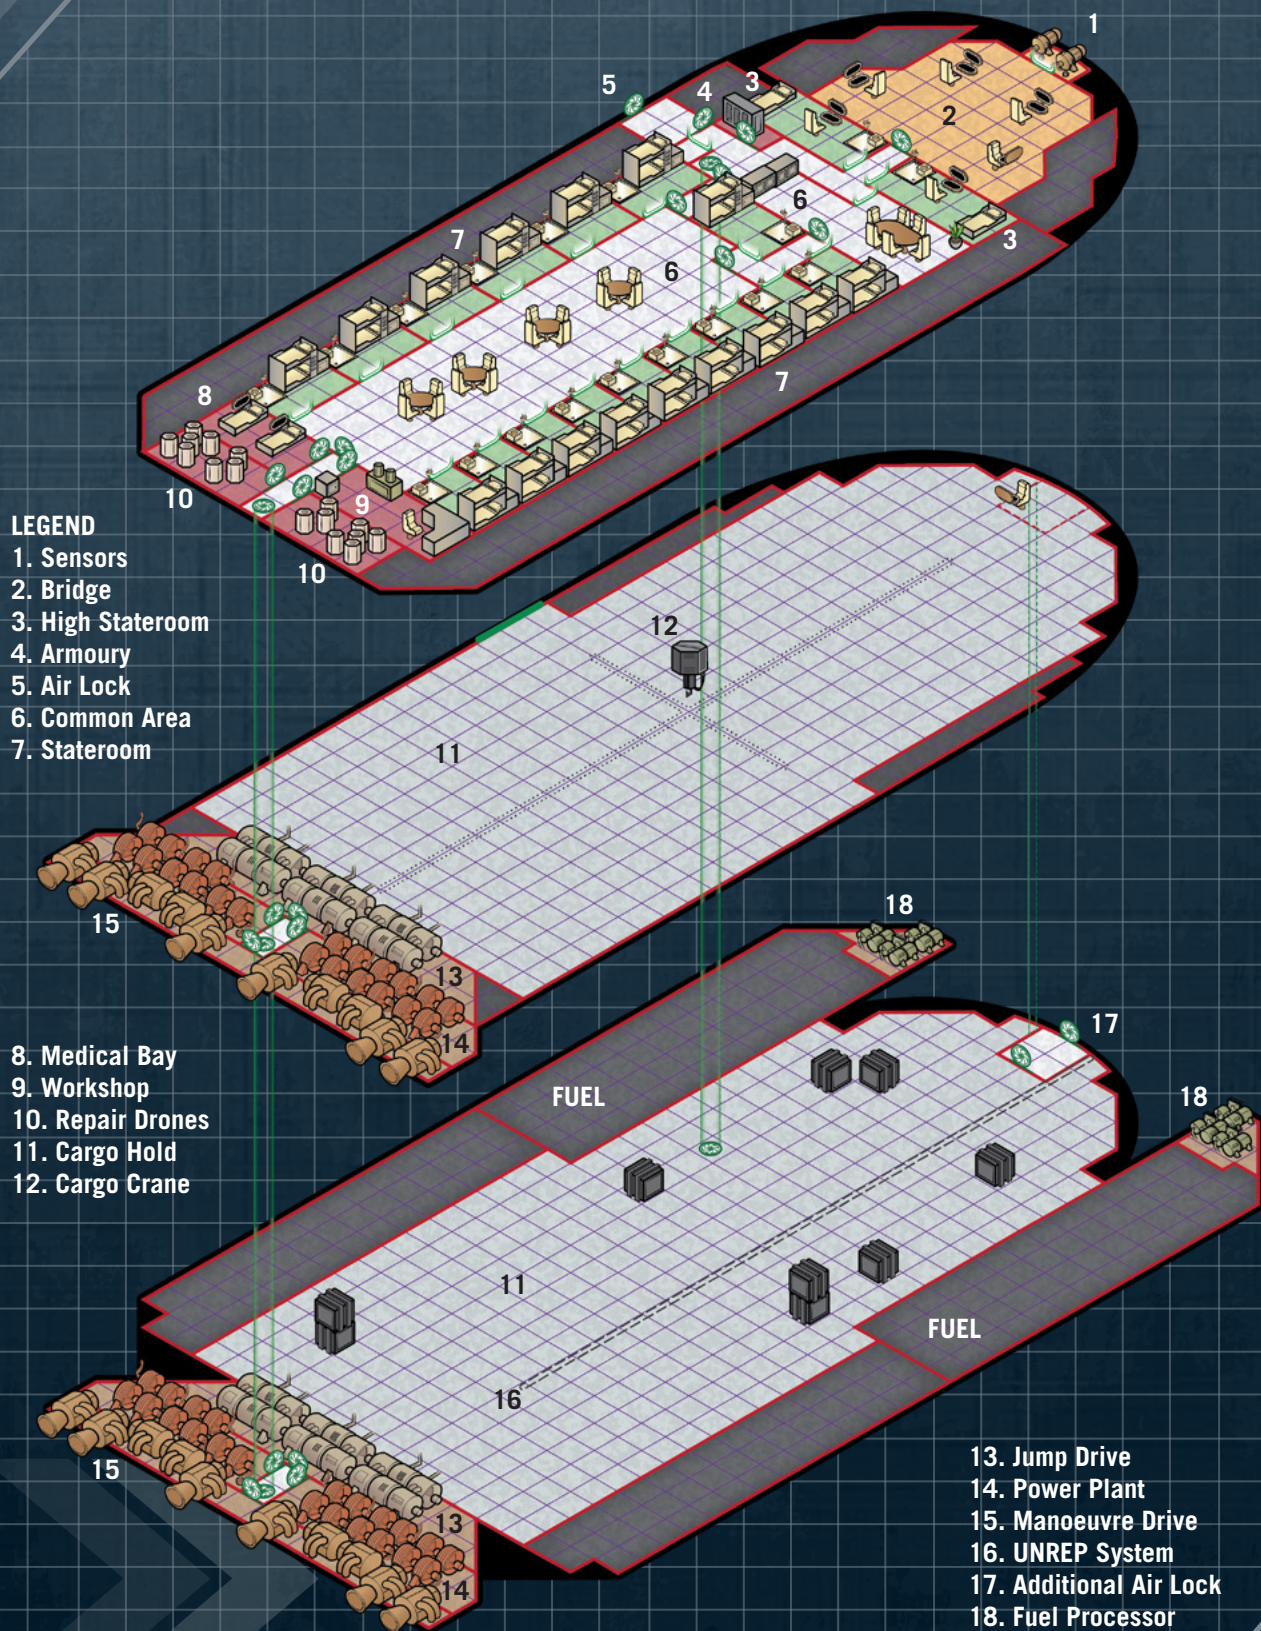 1
5
4
3
2
6
3
7
6
7
8
9
10
10
LEGEND
1. Sensors
2. Bridge
3. High Stateroom
4. Armoury
5. Air Lock
6. Common Area
7. Stateroom
12
11
15
13
14
18
17
18
8. Medical Bay
9. Workshop
10. Repair Drones
11. Cargo Hold
12. Cargo Crane
FUEL
11
FUEL
16
15
13
14
13. Jump Drive
14. Power Plant
15. Manoeuvre Drive
16. UNREP System
17. Additional Air Lock
18. Fuel Processor